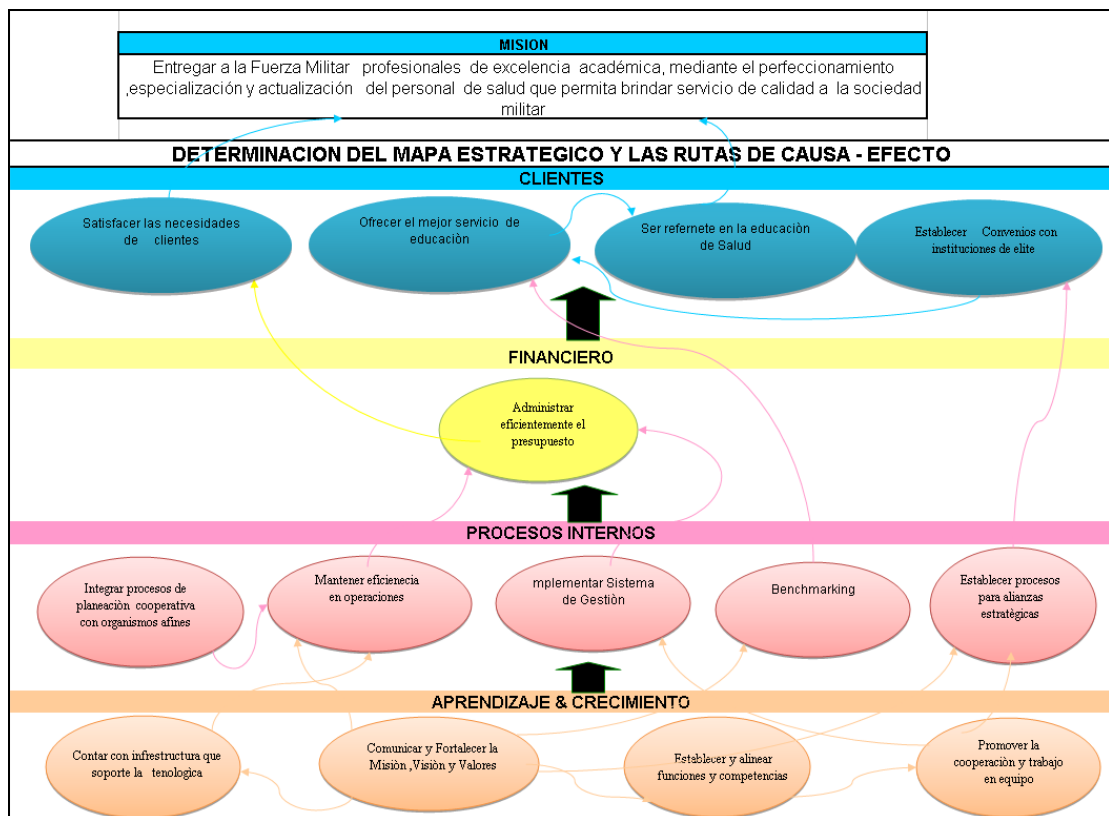 MISION
Entregar a la Fuerza Militar profesionales de excelencia académica, mediante el perfeccionamiento
,especialización y actualización del personal de salud que permita brindar servicio de calidad a la sociedad
militar
DETERMINACION DEL MAPA ESTRATEGICO Y LAS RUTAS DE CAUSA - EFECTO
CLIENTES
Satisfacer las necesidades
de clientes
Ofrecer el mejor servicio de
educaciòn
Ser refernete en la educaciòn
de Salud
Establecer Convenios con
instituciones de elite
FINANCIERO
Administrar
eficientemente el
presupuesto
PROCESOS INTERNOS
Integrar procesos de
planeaciòn cooperativa
con organismos afines
Mantener eficienecia
en operaciones
mplementar Sistema
de Gestiòn
Benchmarking
Establecer procesos
para alianzas
estratègicas
APRENDIZAJE & CRECIMIENTO
Contar con infraestructura que
soporte la tenologìca
Comunicar y Fortalecer la
Misiòn ,Visiòn y Valores
Establecer y alinear
funciones y competencias
Promover la
cooperaciòn y trabajo
en equipo